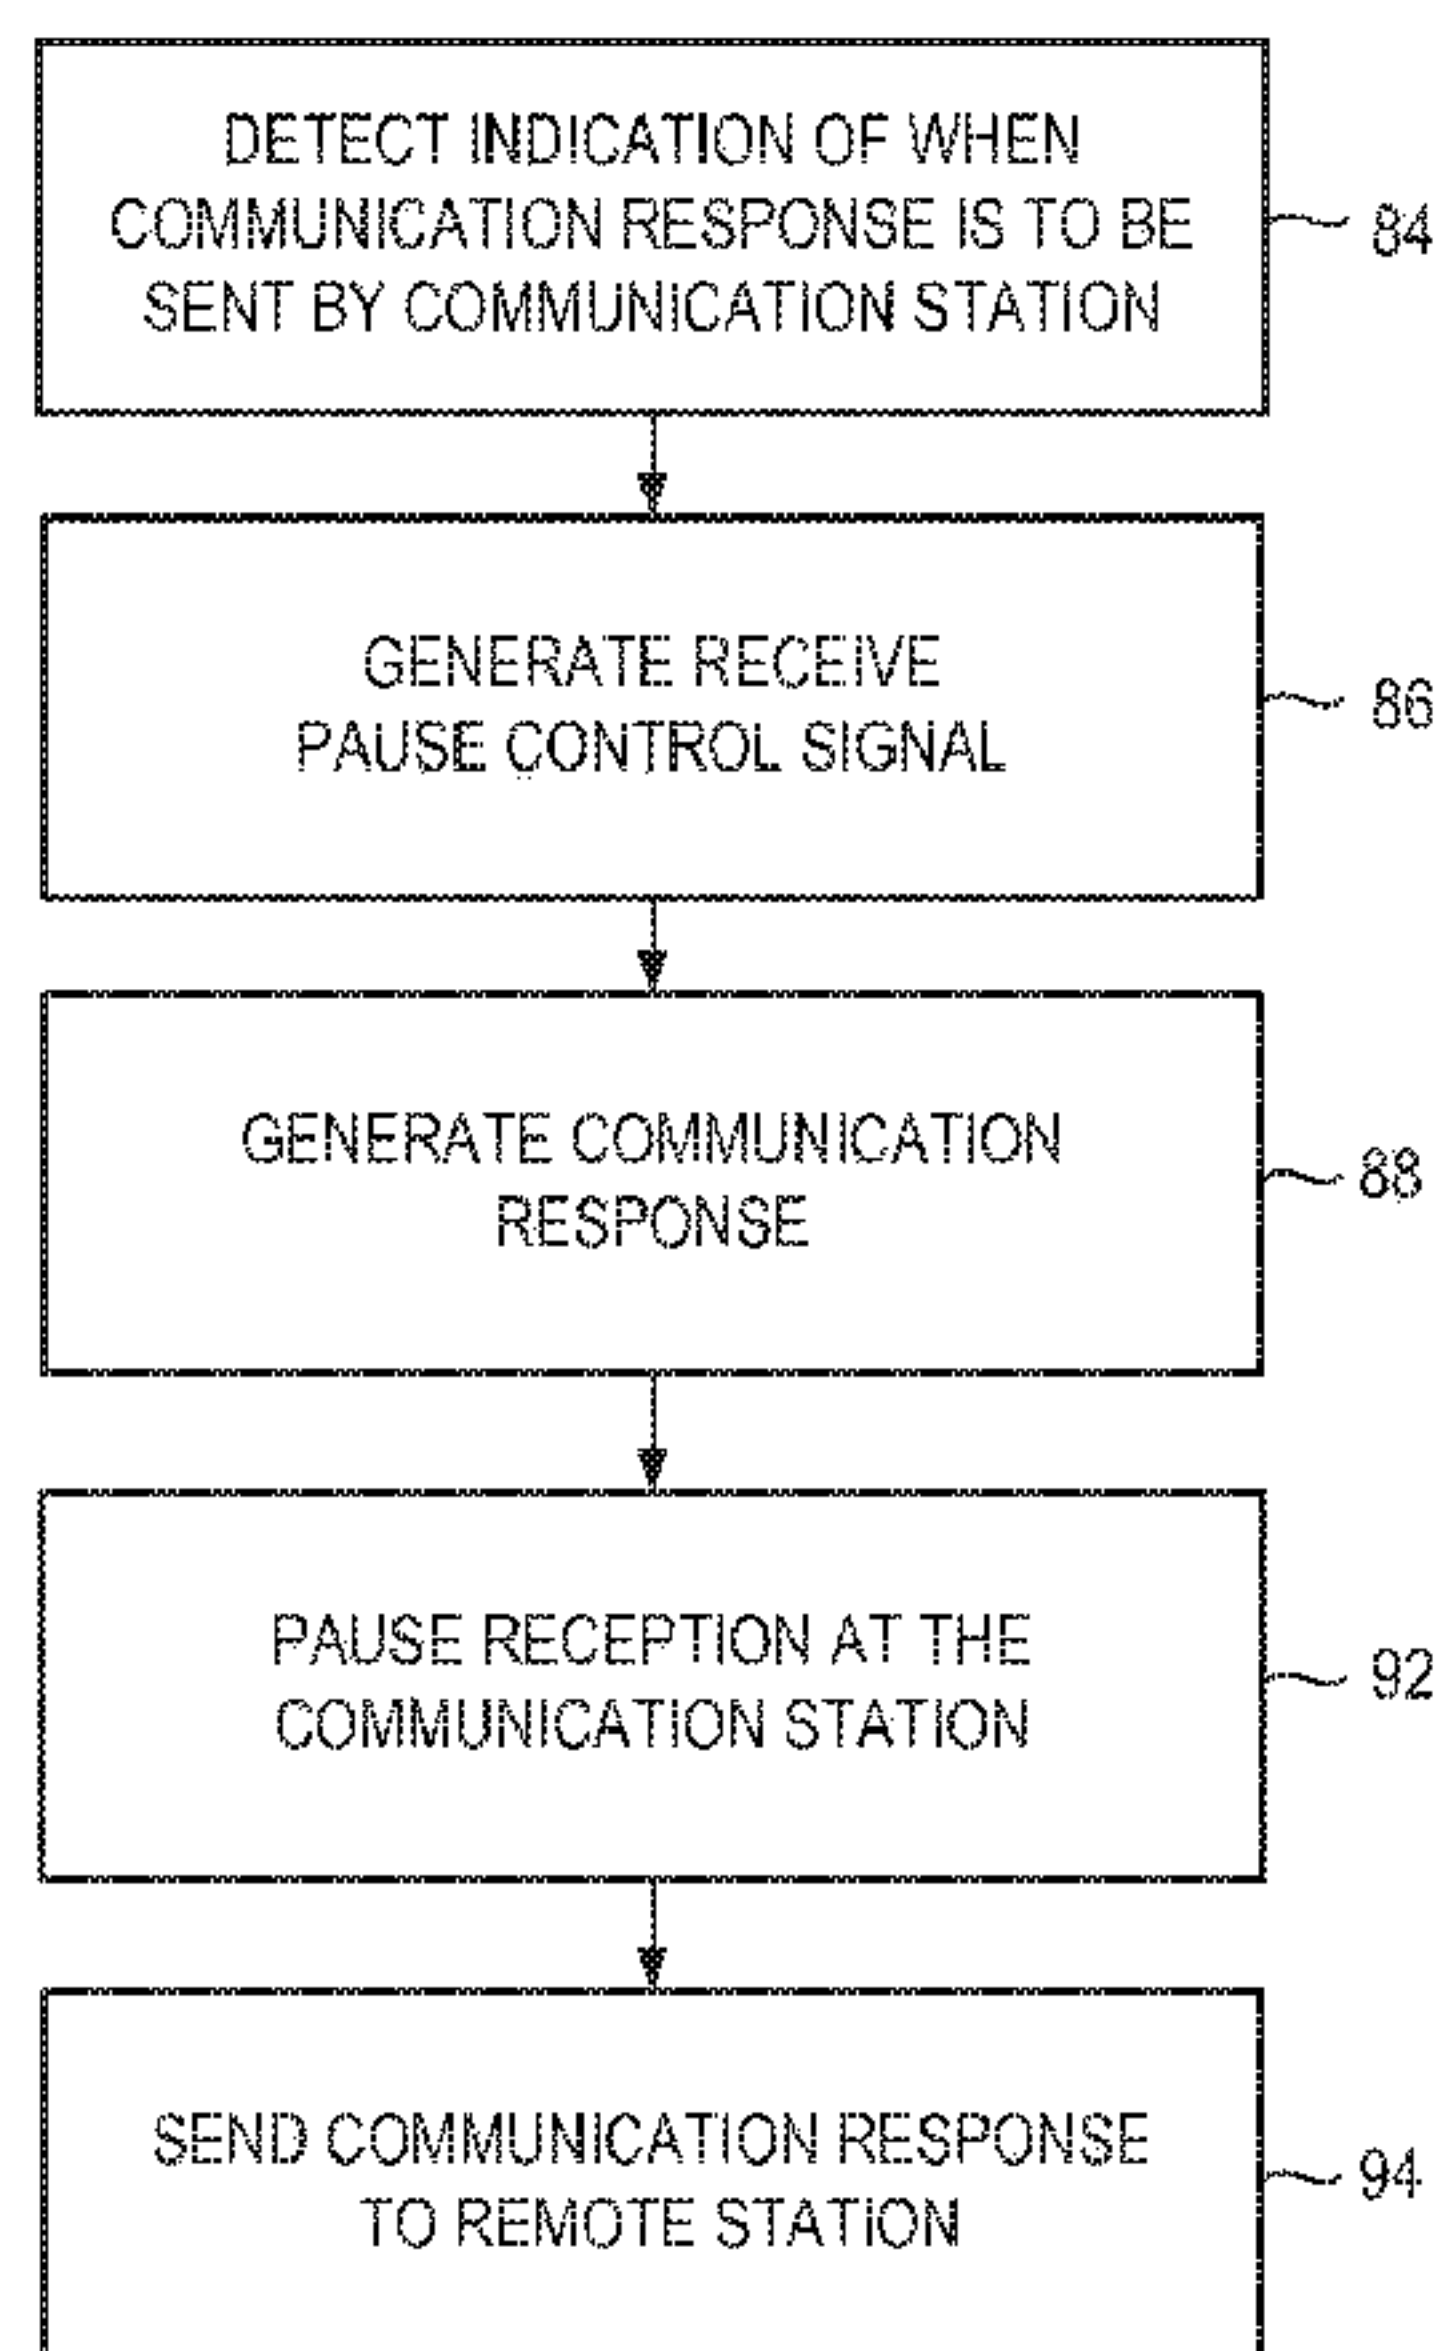 DETECT INDICATION OF WHEN
COMMUNICATION RESPONSE IS TO BE
SENT BY COMMUNICATION STATION
84
GENERATE RECEIVE
PAUSE CONTROL SIGNAL
86
GENERATE COMMUNICATION
RESPONSE
88
PAUSE RECEPTION AT THE
COMMUNICATION STATION
92
SEND COMMUNICATION RESPONSE
TO REMOTE STATION
94